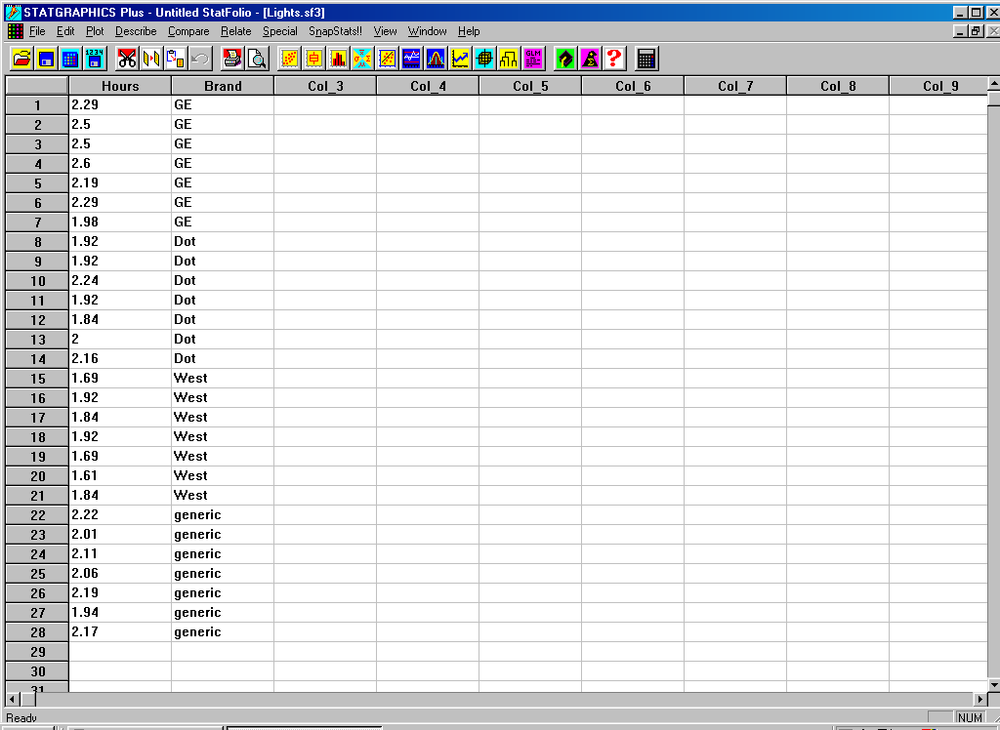 STATGRAPHICS Plus - Untitled StatFolio - [Lights.sf3]
File Edit Plot Describe Compare Relate Special SnapStats!! View Window Help
1234 GLM ?
Hours Brand Col_3 Col_4 Col_5 Col_6 Col_7 Col_8 Col_9
1 2.29 GE
2 2.5 GE
3 2.5 GE
4 2.6 GE
5 2.19 GE
6 2.29 GE
7 1.98 GE
8 1.92 Dot
9 1.92 Dot
10 2.24 Dot
11 1.92 Dot
12 1.84 Dot
13 2 Dot
14 2.16 Dot
15 1.69 West
16 1.92 West
17 1.84 West
18 1.92 West
19 1.69 West
20 1.61 West
21 1.84 West
22 2.22 generic
23 2.01 generic
24 2.11 generic
25 2.06 generic
26 2.19 generic
27 1.94 generic
28 2.17 generic
29
30
31
Ready NUM